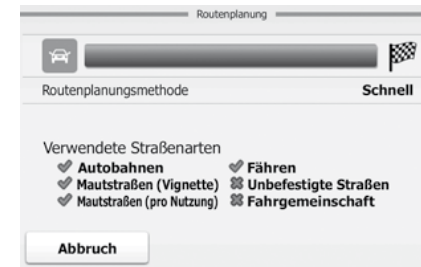 Routenplanung
Routenplanungsmethode Schnell
Verwendete Straßenarten
Autobahnen Fähren
Mautstraßen (Vignette) Unbefestigte Straßen
Mautstraßen (pro Nutzung) Fahrgemeinschaft
Abbruch